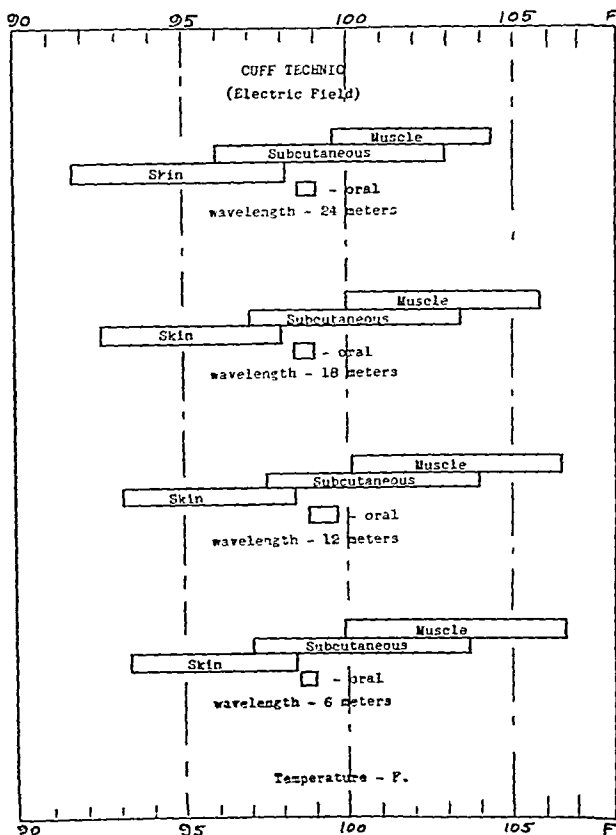 90 95 100 105 F
CUFF TECHNIC
(Electric Field)
Muscle
Subcutaneous
Skin
- oral
wavelength - 24 meters
Muscle
Subcutaneous
Skin
- oral
wavelength - 18 meters
Muscle
Subcutaneous
Skin
- oral
wavelength - 12 meters
Muscle
Subcutaneous
Skin
- oral
wavelength - 6 meters
Temperature - F.
90 95 100 105 F